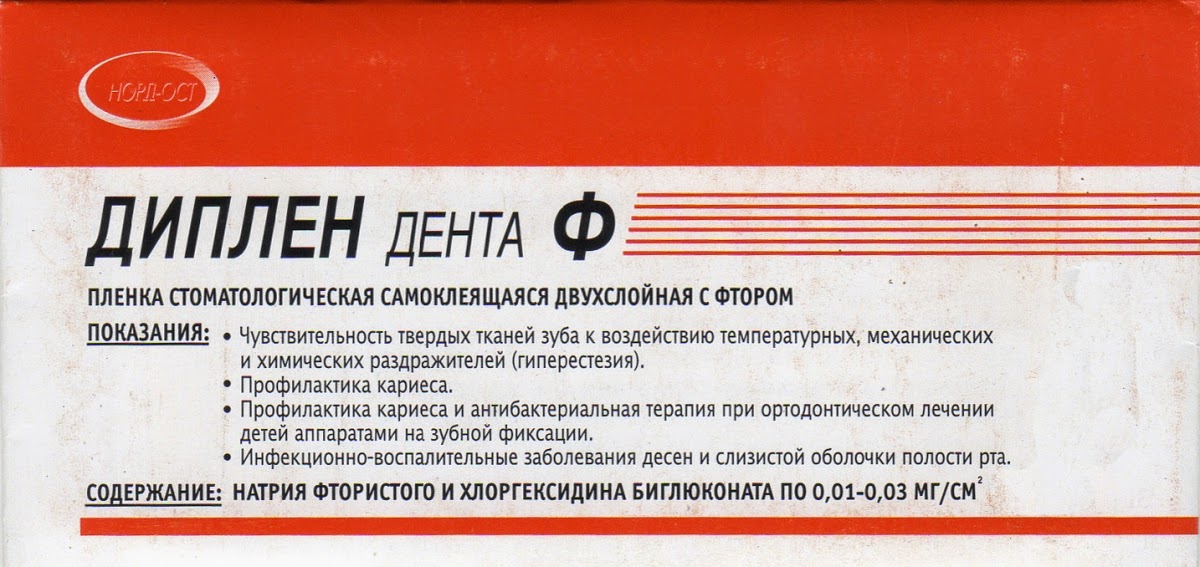 НОРД-ОСТ
ДИПЛЕН ДЕНТА Ф
ПЛЕНКА СТОМАТОЛОГИЧЕСКАЯ САМОКЛЕЯЩАЯСЯ ДВУХСЛОЙНАЯ С ФТОРОМ
ПОКАЗАНИЯ: • Чувствительность твердых тканей зуба к воздействию температурных, механических
и химических раздражителей (гиперестезия).
• Профилактика кариеса.
• Профилактика кариеса и антибактериальная терапия при ортодонтическом лечении
детей аппаратами на зубной фиксации.
• Инфекционно-воспалительные заболевания десен и слизистой оболочки полости рта.
СОДЕРЖАНИЕ: НАТРИЯ ФТОРИСТОГО И ХЛОРГЕКСИДИНА БИГЛЮКОНАТА ПО 0,01-0,03 МГ/СМ²